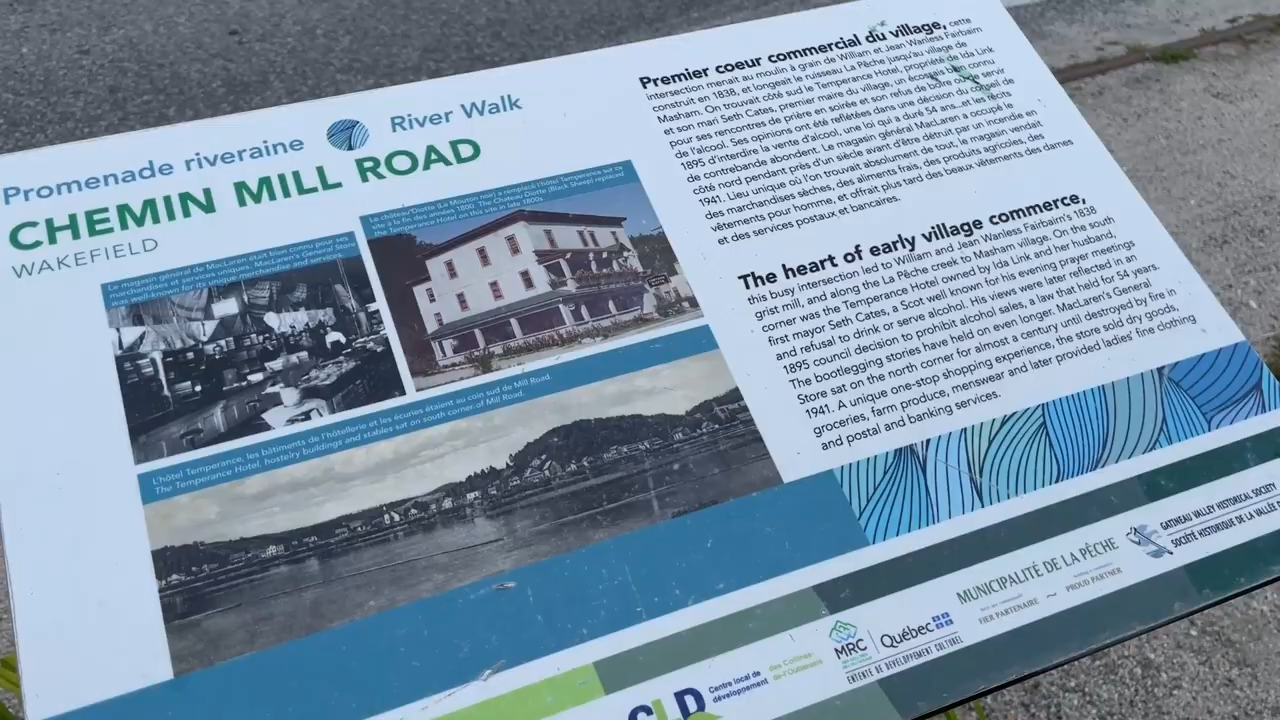 Promenade riveraine
River Walk
CHEMIN MILL ROAD
WAKEFIELD
Le magasin général de MacLaren était bien connu pour ses
marchandises et services uniques. MacLaren's General Store
was well-known for its unique merchandise and services.
Le château Diotte (Le Mouton noir) a remplacé l'hôtel Temperance sur ce
site à la fin des années 1800. The Chateau Diotte (Black Sheep) replaced
the Temperance Hotel on this site in late 1800s.
L'hôtel Temperance, les bâtiments de l'hôtellerie et les écuries étaient au coin sud de Mill Road.
The Temperance Hotel, hostelry buildings and stables sat on south corner of Mill Road.
Premier coeur commercial du village, cette
intersection menait au moulin à grain de William et Jean Wanless Fairbairn
construit en 1838, et longeait le ruisseau La Pêche jusqu'au village de
Masham. On trouvait côté sud le Temperance Hotel, propriété de Ida Link
et son mari Seth Cates, premier maire du village, un écossais bien connu
pour ses rencontres de prière en soirée et son refus de boire ou de servir
de l'alcool. Ses opinions ont été reflétées dans une décision du conseil de
1895 d'interdire la vente d'alcool, une loi qui a duré 54 ans...et les récits
de contrebande abondent. Le magasin général MacLaren a occupé le
côté nord pendant près d'un siècle avant d'être détruit par un incendie en
1941. Lieu unique où l'on trouvait absolument de tout, le magasin vendait
des marchandises sèches, des aliments frais, des produits agricoles, des
vêtements pour homme, et offrait plus tard des beaux vêtements des dames
et des services postaux et bancaires.
The heart of early village commerce,
this busy intersection led to William and Jean Wanless Fairbairn's 1838
grist mill, and along the La Pêche creek to Masham village. On the south
corner was the Temperance Hotel owned by Ida Link and her husband,
first mayor Seth Cates, a Scot well known for his evening prayer meetings
and refusal to drink or serve alcohol. His views were later reflected in an
1895 council decision to prohibit alcohol sales, a law that held for 54 years.
The bootlegging stories have held on even longer. MacLaren's General
Store sat on the north corner for almost a century until destroyed by fire in
1941. A unique one-stop shopping experience, the store sold dry goods,
groceries, farm produce, menswear and later provided ladies' fine clothing
and postal and banking services.
CLD
Centre local de
développement
des Collines-
de-l'Outaouais
MRC
Québec
ENTENTE DE DÉVELOPPEMENT CULTUREL
MUNICIPALITÉ DE LA PÊCHE
FIER PARTENAIRE ~ PROUD PARTNER
GATINEAU VALLEY HISTORICAL SOCIETY
SOCIÉTÉ HISTORIQUE DE LA VALLÉE